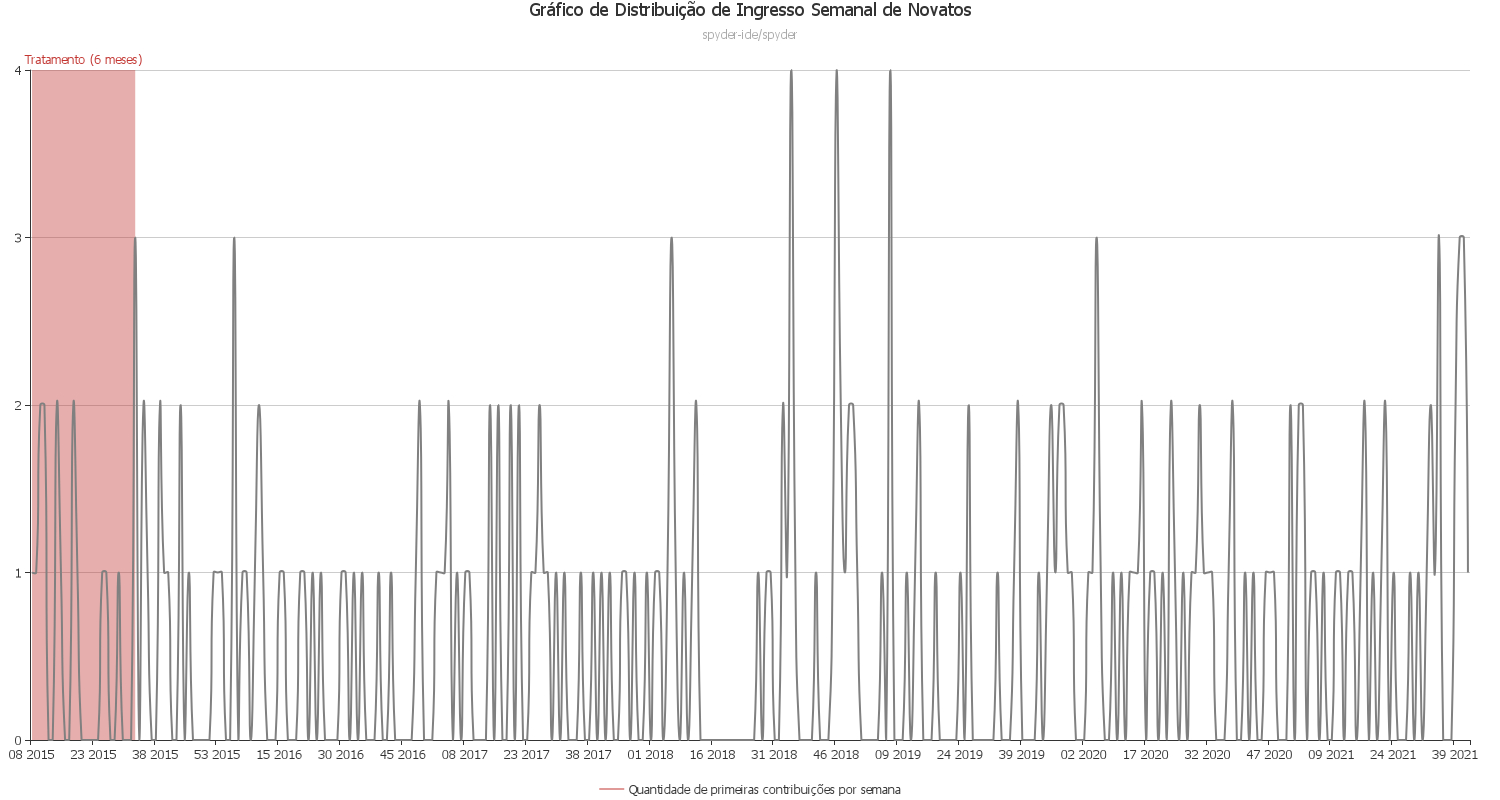 Gráfico de Distribuição de Ingresso Semanal de Novatos
spyder-ide/spyder
Tratamento (6 meses)
4
3
2
1
0
08 2015 23 2015 38 2015 53 2015 15 2016 30 2016 45 2016 08 2017 23 2017 38 2017 01 2018 16 2018 31 2018 46 2018 09 2019 24 2019 39 2019 02 2020 17 2020 32 2020 47 2020 09 2021 24 2021 39 2021
Quantidade de primeiras contribuições por semana